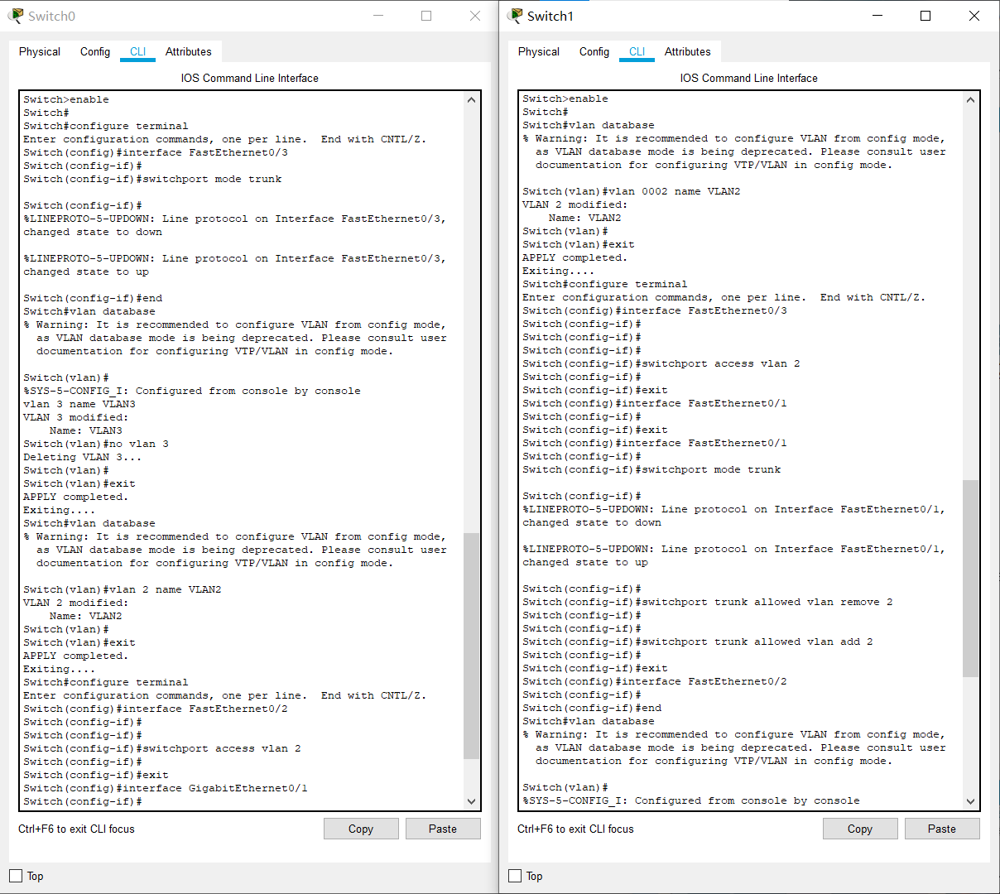 Switch0
Physical Config CLI Attributes
IOS Command Line Interface
Switch>enable
Switch#
Switch#configure terminal
Enter configuration commands, one per line.  End with CNTL/Z.
Switch(config)#interface FastEthernet0/3
Switch(config-if)#
Switch(config-if)#switchport mode trunk
Switch(config-if)#
%LINEPROTO-5-UPDOWN: Line protocol on Interface FastEthernet0/3,
changed state to down
%LINEPROTO-5-UPDOWN: Line protocol on Interface FastEthernet0/3,
changed state to up
Switch(config-if)#end
Switch#vlan database
% Warning: It is recommended to configure VLAN from config mode,
  as VLAN database mode is being deprecated. Please consult user
  documentation for configuring VTP/VLAN in config mode.
Switch(vlan)#
%SYS-5-CONFIG_I: Configured from console by console
vlan 3 name VLAN3
VLAN 3 modified:
    Name: VLAN3
Switch(vlan)#no vlan 3
Deleting VLAN 3...
Switch(vlan)#
Switch(vlan)#exit
APPLY completed.
Exiting....
Switch#vlan database
% Warning: It is recommended to configure VLAN from config mode,
  as VLAN database mode is being deprecated. Please consult user
  documentation for configuring VTP/VLAN in config mode.
Switch(vlan)#vlan 2 name VLAN2
VLAN 2 modified:
    Name: VLAN2
Switch(vlan)#
Switch(vlan)#exit
APPLY completed.
Exiting....
Switch#configure terminal
Enter configuration commands, one per line.  End with CNTL/Z.
Switch(config)#interface FastEthernet0/2
Switch(config-if)#
Switch(config-if)#
Switch(config-if)#switchport access vlan 2
Switch(config-if)#
Switch(config-if)#exit
Switch(config)#interface GigabitEthernet0/1
Switch(config-if)#
Ctrl+F6 to exit CLI focus
Copy Paste
Top
Switch1
Physical Config CLI Attributes
IOS Command Line Interface
Switch>enable
Switch#
Switch#vlan database
% Warning: It is recommended to configure VLAN from config mode,
  as VLAN database mode is being deprecated. Please consult user
  documentation for configuring VTP/VLAN in config mode.
Switch(vlan)#vlan 0002 name VLAN2
VLAN 2 modified:
    Name: VLAN2
Switch(vlan)#
Switch(vlan)#exit
APPLY completed.
Exiting....
Switch#configure terminal
Enter configuration commands, one per line.  End with CNTL/Z.
Switch(config)#interface FastEthernet0/3
Switch(config-if)#
Switch(config-if)#
Switch(config-if)#
Switch(config-if)#switchport access vlan 2
Switch(config-if)#
Switch(config-if)#exit
Switch(config)#interface FastEthernet0/1
Switch(config-if)#
Switch(config-if)#exit
Switch(config)#interface FastEthernet0/1
Switch(config-if)#
Switch(config-if)#switchport mode trunk
Switch(config-if)#
%LINEPROTO-5-UPDOWN: Line protocol on Interface FastEthernet0/1,
changed state to down
%LINEPROTO-5-UPDOWN: Line protocol on Interface FastEthernet0/1,
changed state to up
Switch(config-if)#
Switch(config-if)#switchport trunk allowed vlan remove 2
Switch(config-if)#
Switch(config-if)#
Switch(config-if)#switchport trunk allowed vlan add 2
Switch(config-if)#
Switch(config-if)#exit
Switch(config)#interface FastEthernet0/2
Switch(config-if)#
Switch(config-if)#end
Switch#vlan database
% Warning: It is recommended to configure VLAN from config mode,
  as VLAN database mode is being deprecated. Please consult user
  documentation for configuring VTP/VLAN in config mode.
Switch(vlan)#
%SYS-5-CONFIG_I: Configured from console by console
Ctrl+F6 to exit CLI focus
Copy Paste
Top